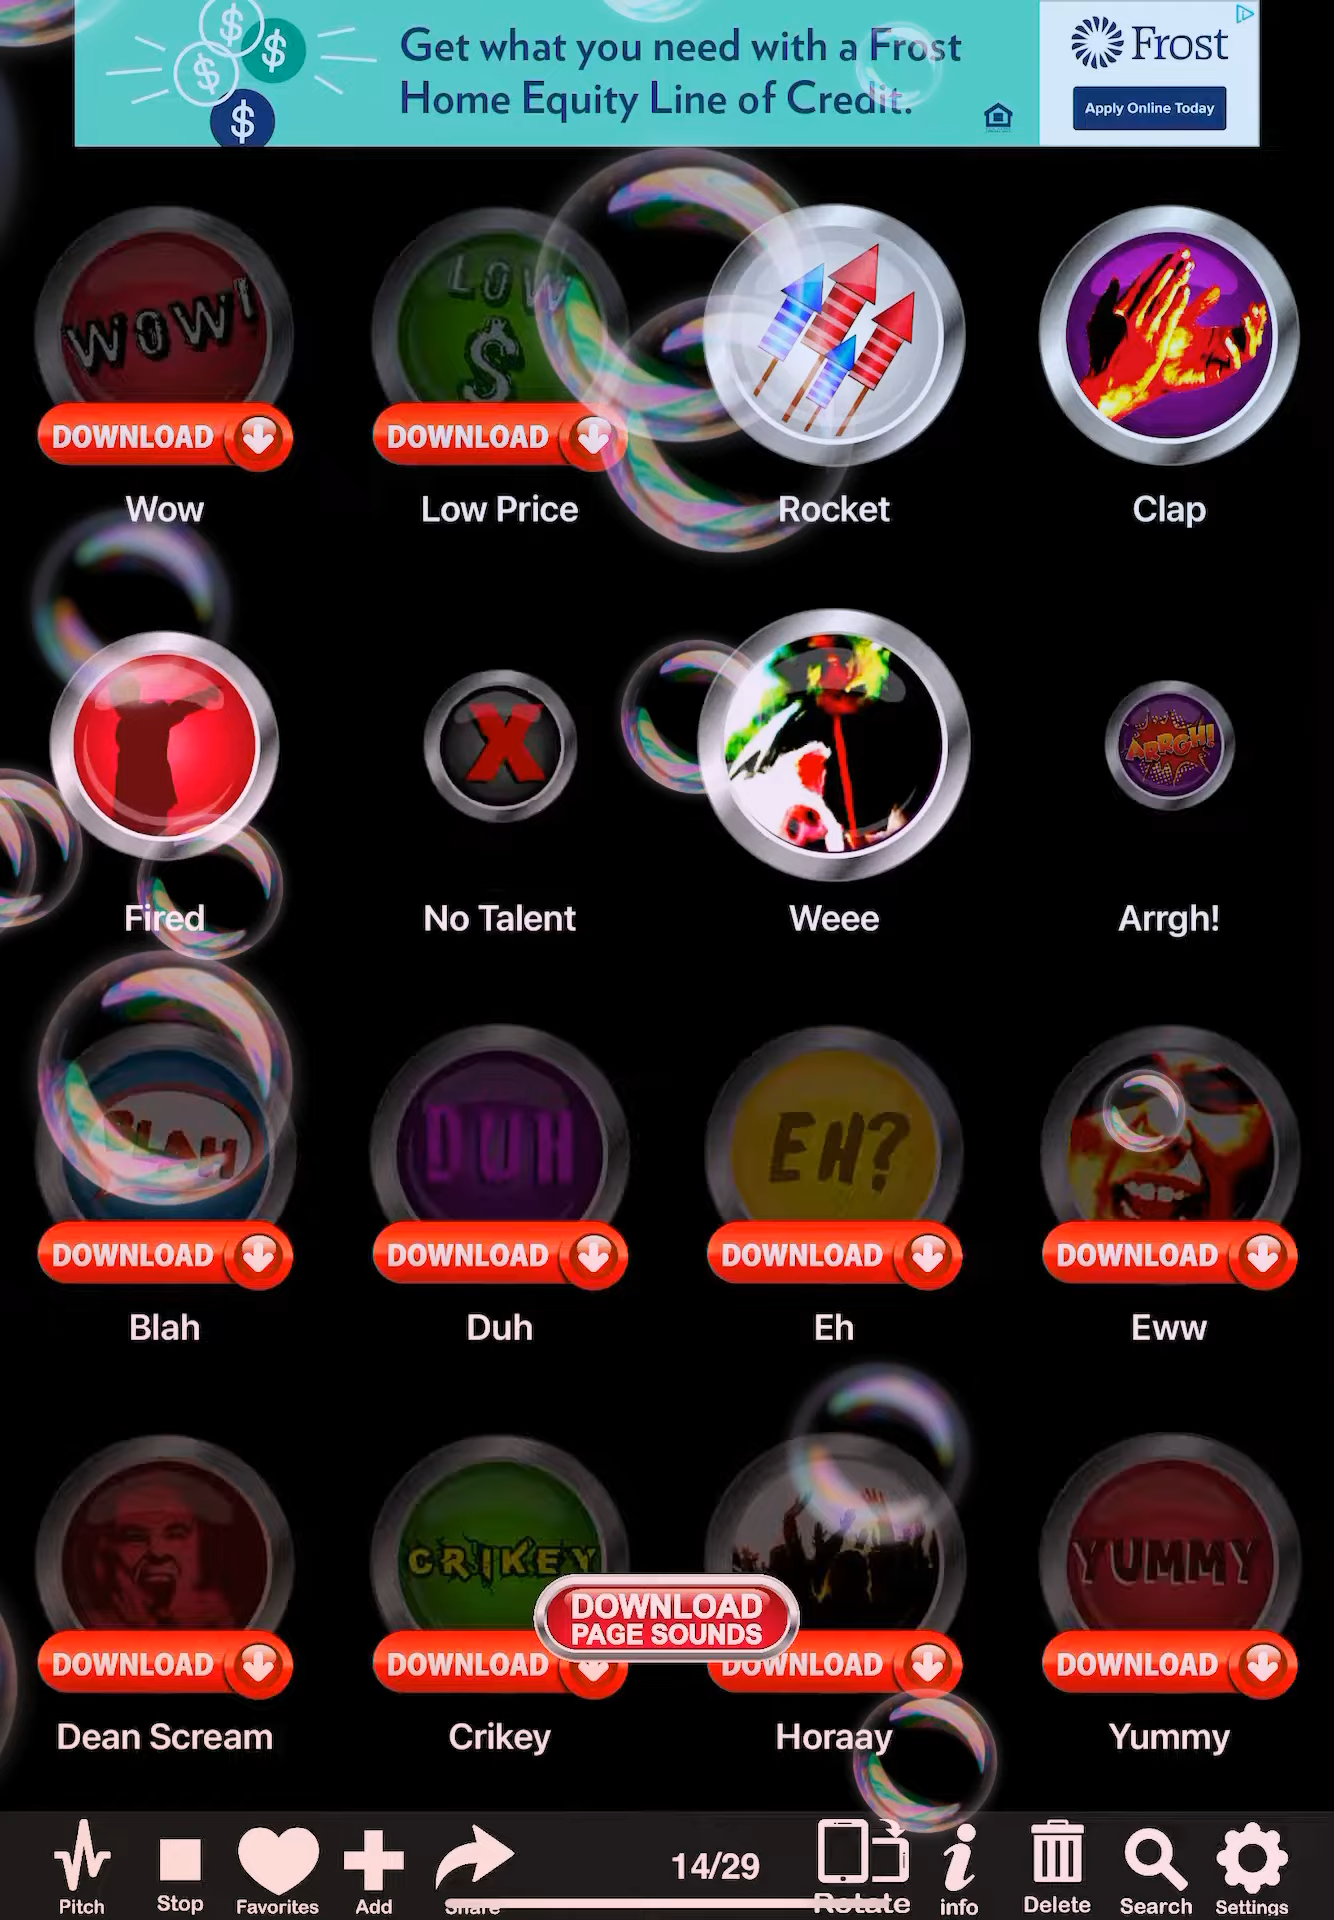 Get what you need with a Frost
Home Equity Line of Credit.
Frost
Apply Online Today
WOW!
LOW
$
DOWNLOAD
DOWNLOAD
Wow
Low Price
Rocket
Clap
X
ARRGH!
Fired
No Talent
Weee
Arrgh!
BLAH
DUH
EH?
DOWNLOAD
DOWNLOAD
DOWNLOAD
DOWNLOAD
Blah
Duh
Eh
Eww
CRIKEY
YUMMY
DOWNLOAD
PAGE SOUNDS
DOWNLOAD
DOWNLOAD
DOWNLOAD
DOWNLOAD
Dean Scream
Crikey
Horaay
Yummy
14/29
Pitch
Stop
Favorites
Add
Share
Rotate
info
Delete
Search
Settings